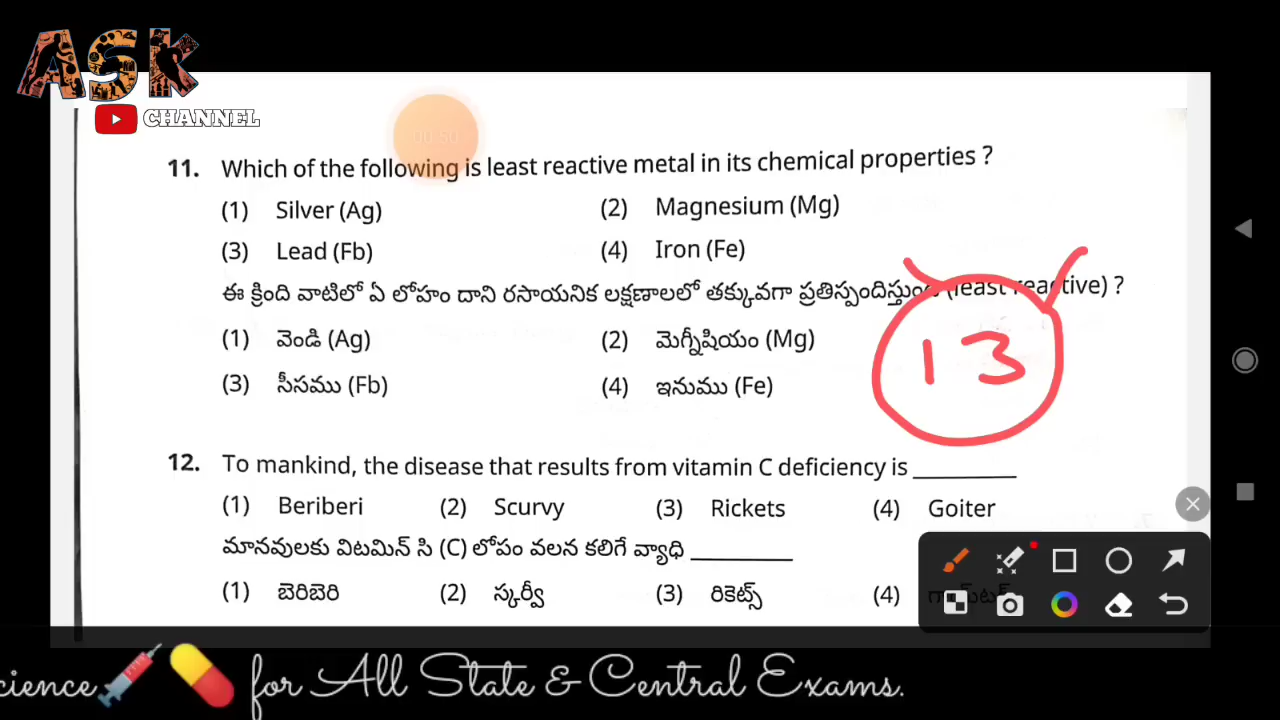 ASK
CHANNEL
11. Which of the following is least reactive metal in its chemical properties ?
(1) Silver (Ag) (2) Magnesium (Mg)
(3) Lead (Fb) (4) Iron (Fe)
ఈ క్రింది వాటిలో ఏ లోహం దాని రసాయనిక లక్షణాలలో తక్కువగా ప్రతిస్పందిస్తుంది (least reactive) ?
(1) వెండి (Ag) (2) మెగ్నీషియం (Mg)
(3) సీసము (Fb) (4) ఇనుము (Fe)
13
12. To mankind, the disease that results from vitamin C deficiency is ________
(1) Beriberi (2) Scurvy (3) Rickets (4) Goiter
మానవులకు విటమిన్ సి (C) లోపం వలన కలిగే వ్యాధి ________
(1) బెరిబెరి (2) స్కర్వీ (3) రికెట్స్ (4)
cience for All State & Central Exams.